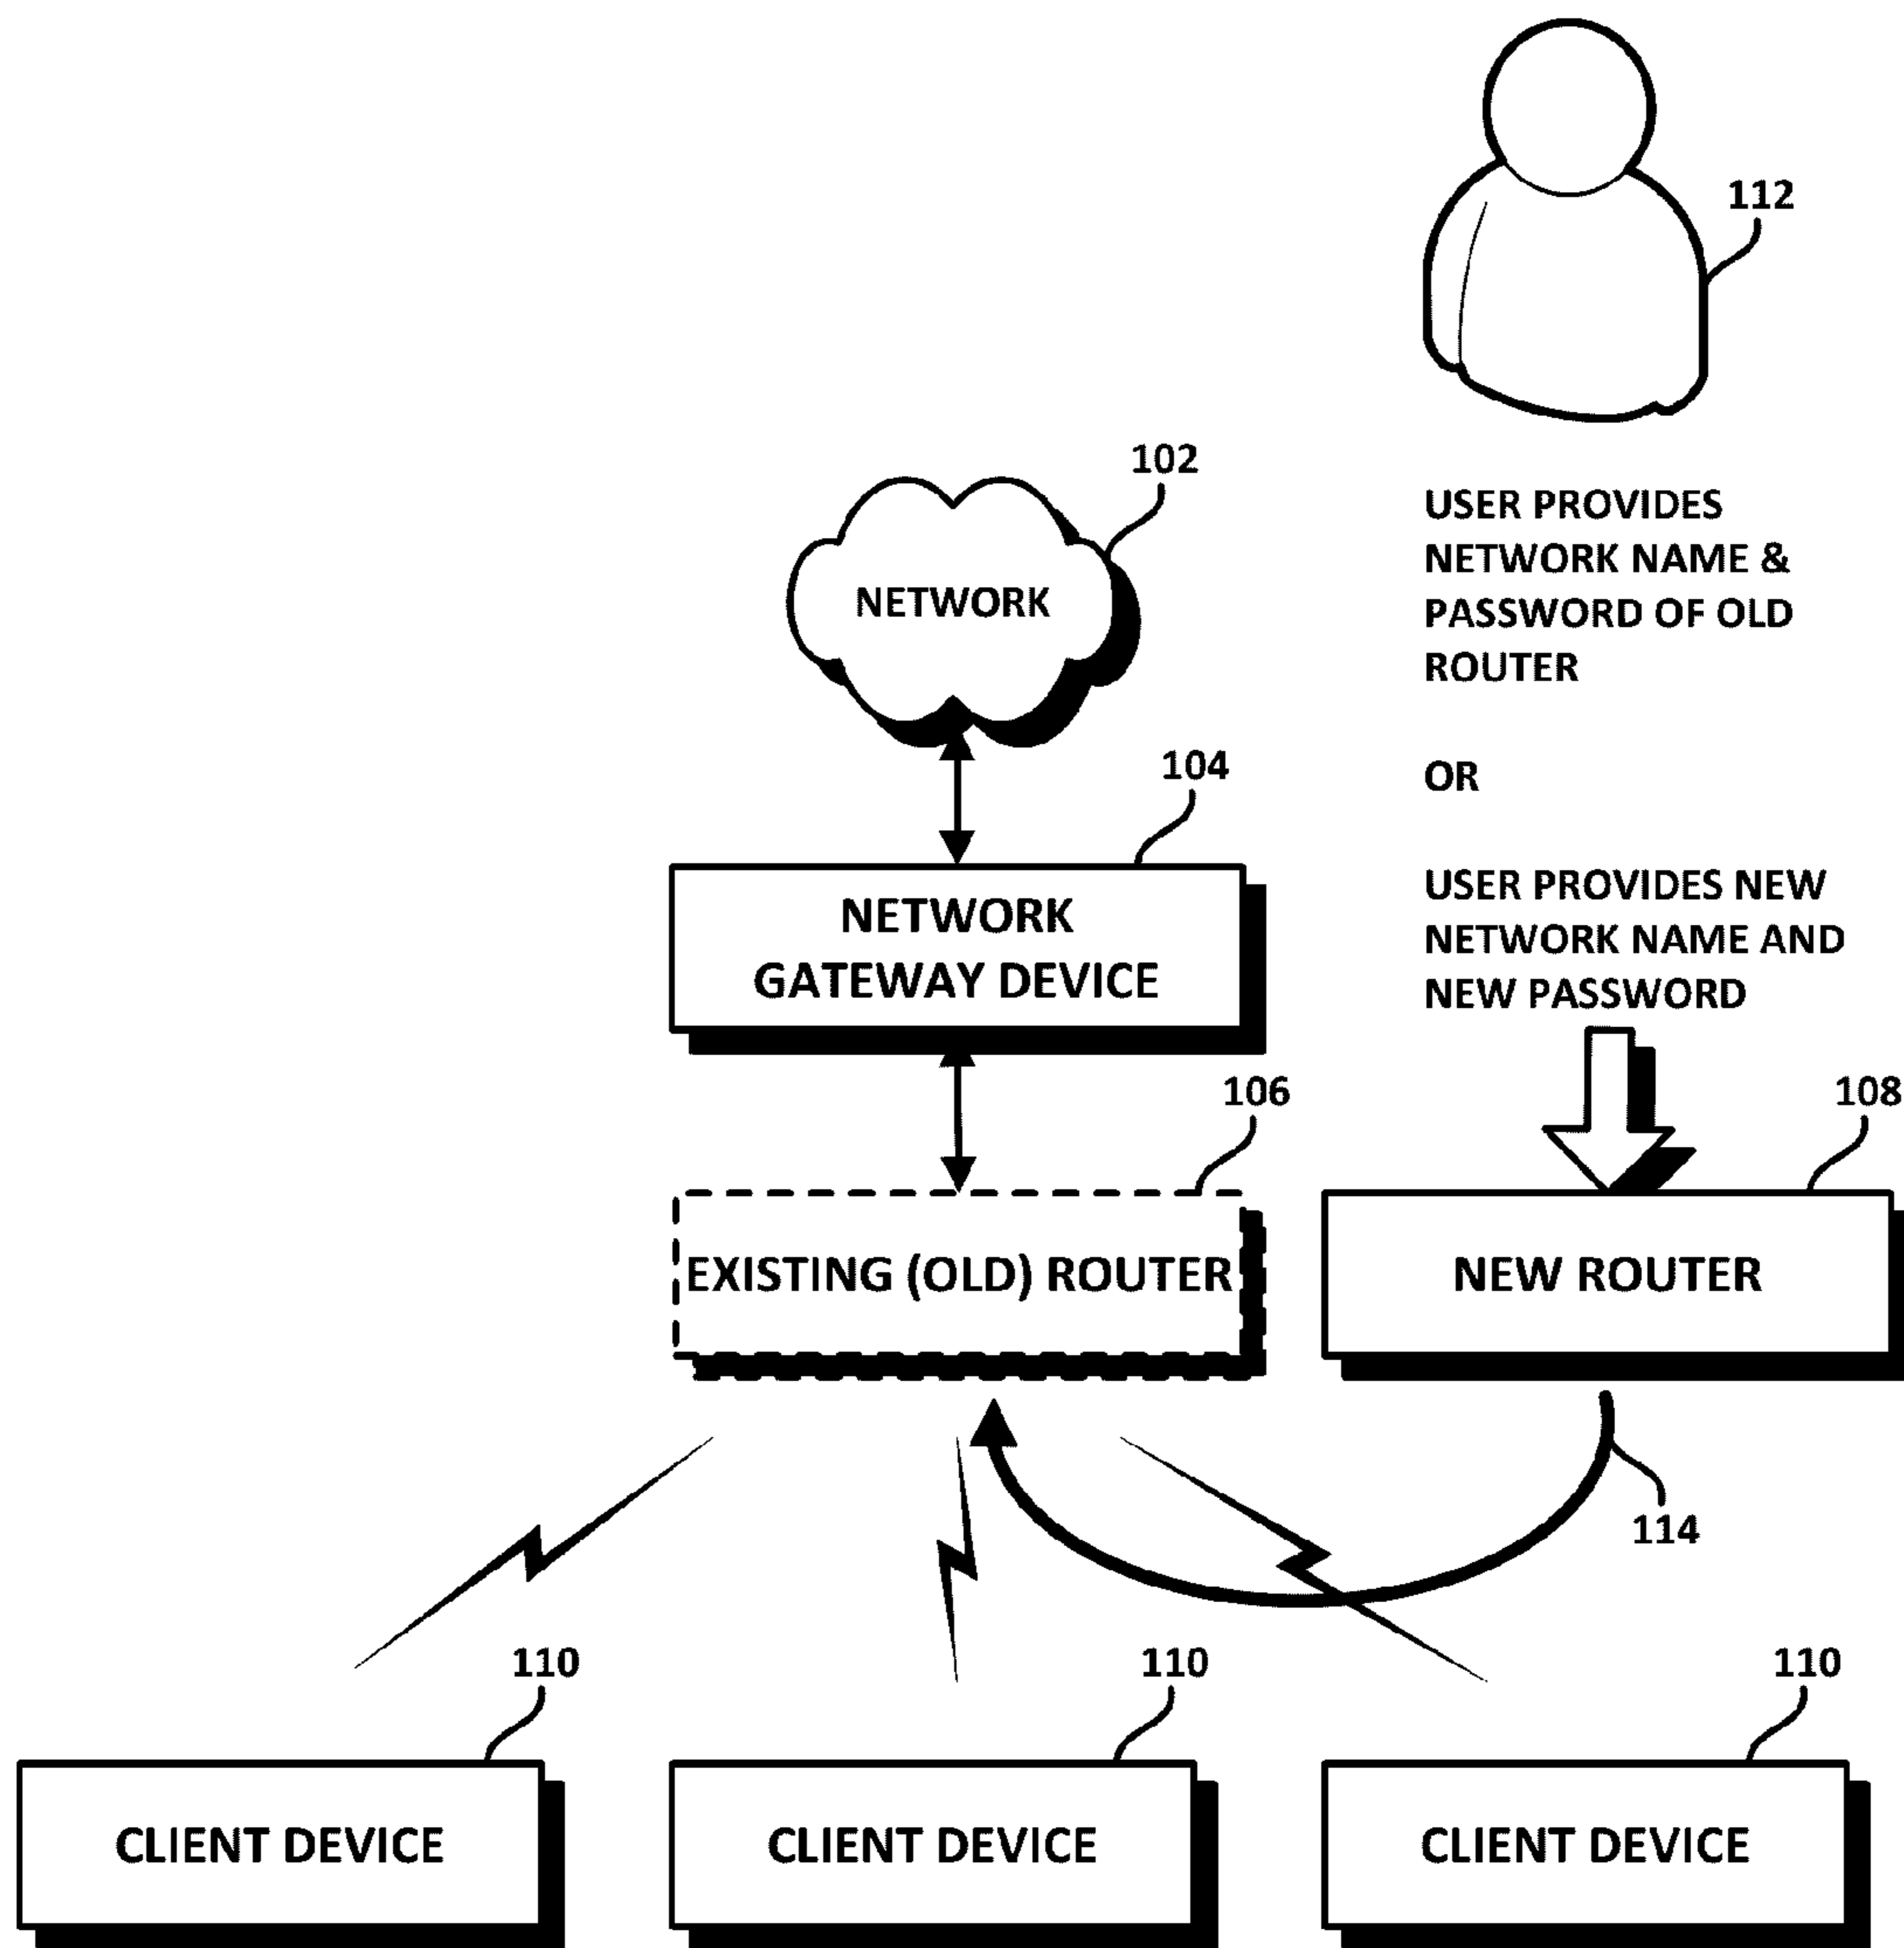 112
102
NETWORK
USER PROVIDES
NETWORK NAME &
PASSWORD OF OLD
ROUTER
OR
USER PROVIDES NEW
NETWORK NAME AND
NEW PASSWORD
104
NETWORK
GATEWAY DEVICE
106
108
EXISTING (OLD) ROUTER
NEW ROUTER
114
110
110
110
CLIENT DEVICE
CLIENT DEVICE
CLIENT DEVICE